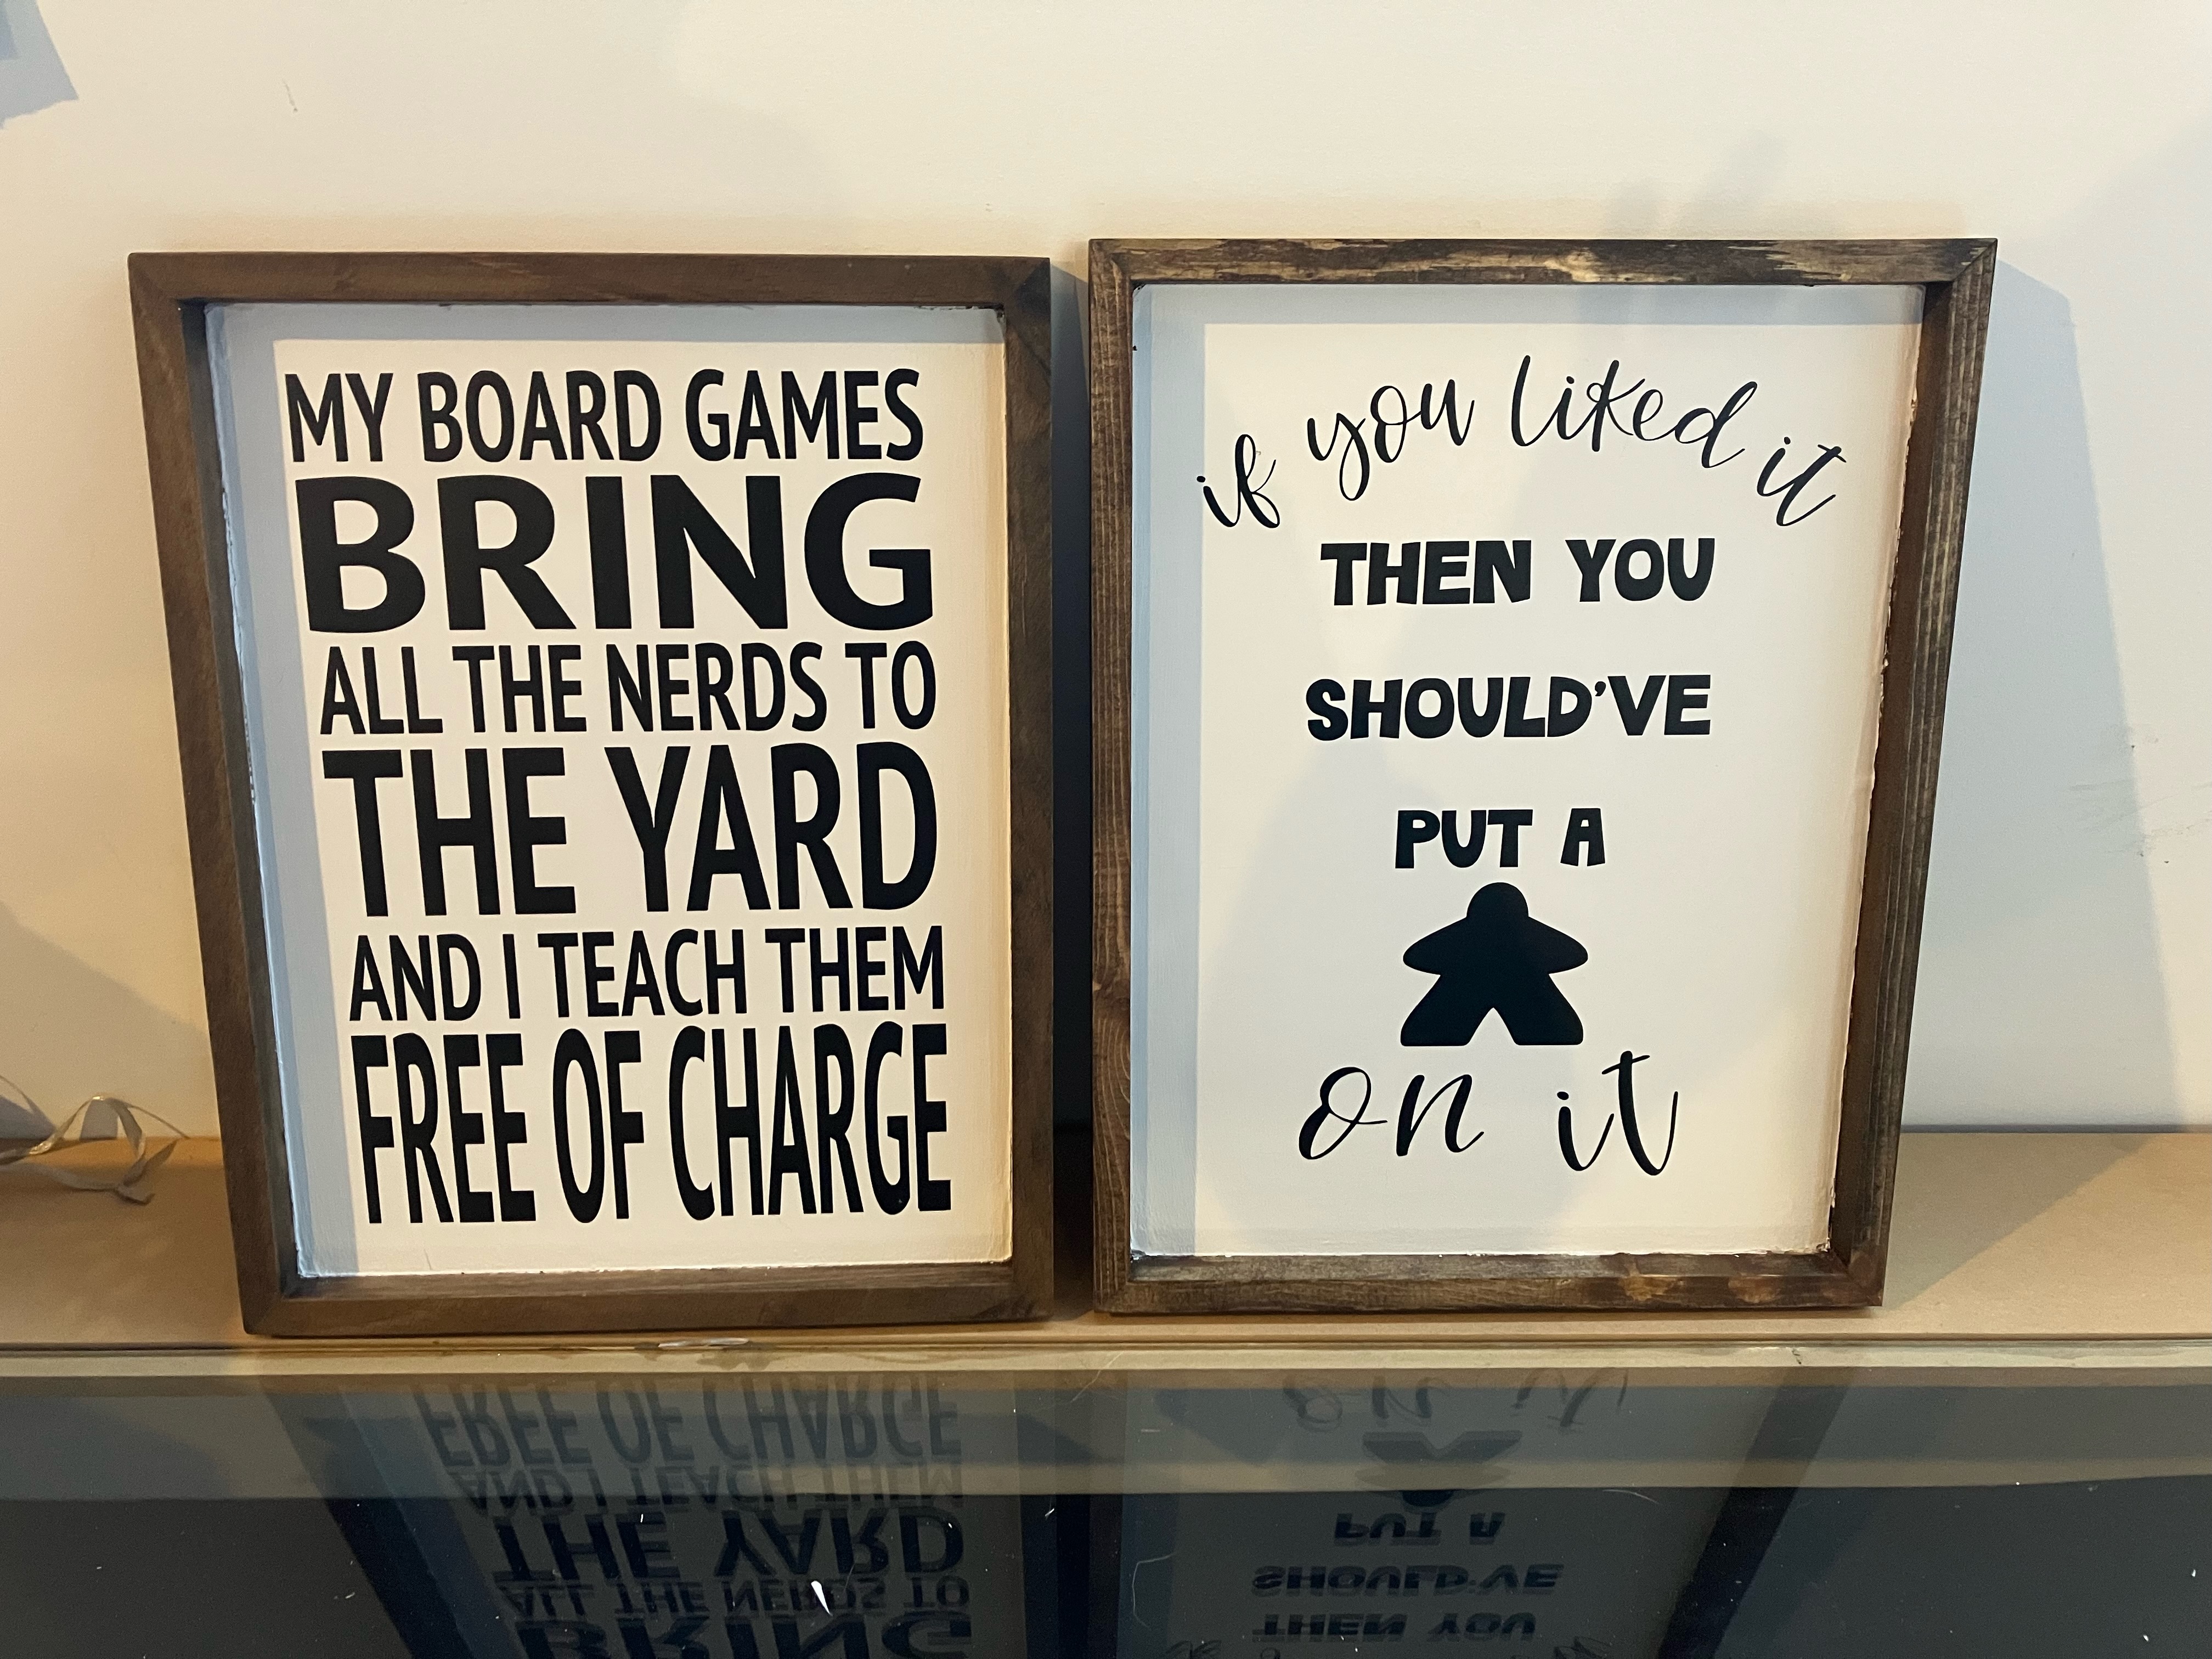 MY BOARD GAMES
BRING
ALL THE NERDS TO
THE YARD
AND I TEACH THEM
FREE OF CHARGE
if you liked it
THEN YOU
SHOULD'VE
PUT A
on it